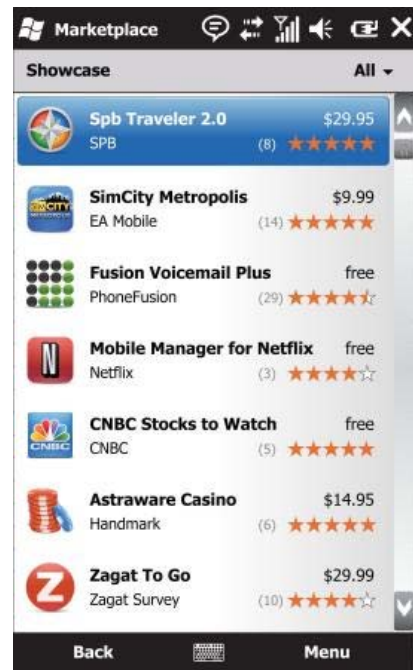 Marketplace
Showcase All
Spb Traveler 2.0 $29.95
SPB (8)
SimCity Metropolis $9.99
EA Mobile (14)
Fusion Voicemail Plus free
PhoneFusion (29)
Mobile Manager for Netflix free
Netflix (3)
CNBC Stocks to Watch free
CNBC (5)
Astraware Casino $14.95
Handmark (6)
Zagat To Go $29.99
Zagat Survey (10)
Back Menu
SIMCITY
N
CNBC
Z